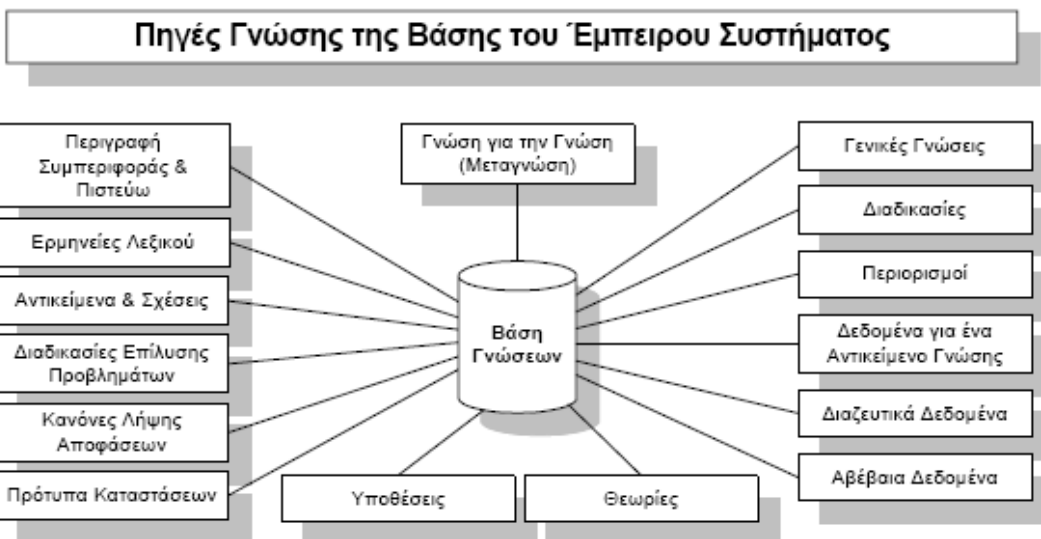 Πηγές Γνώσης της Βάσης του Έμπειρου Συστήματος
Περιγραφή
Συμπεριφοράς &
Πιστεύω
Ερμηνείες Λεξικού
Αντικείμενα & Σχέσεις
Διαδικασίες Επίλυσης
Προβλημάτων
Κανόνες Λήψης
Αποφάσεων
Πρότυπα Καταστάσεων
Γνώση για την Γνώση
(Μεταγνώση)
Βάση
Γνώσεων
Υποθέσεις
Θεωρίες
Γενικές Γνώσεις
Διαδικασίες
Περιορισμοί
Δεδομένα για ένα
Αντικείμενο Γνώσης
Διαζευτικά Δεδομένα
Αβέβαια Δεδομένα